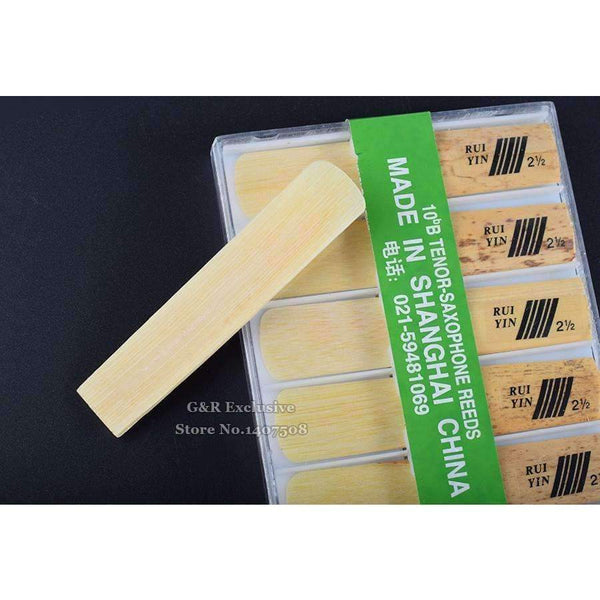 RUI
YIN
2½
RUI
YIN
2½
RUI
YIN
2½
RUI
YIN
2½
RUI
YIN
2½
10bB TENOR-SAXOPHONE REEDS
MADE IN SHANGHAI CHINA
电话: 021-59481069
G&R Exclusive
Store No.1407508